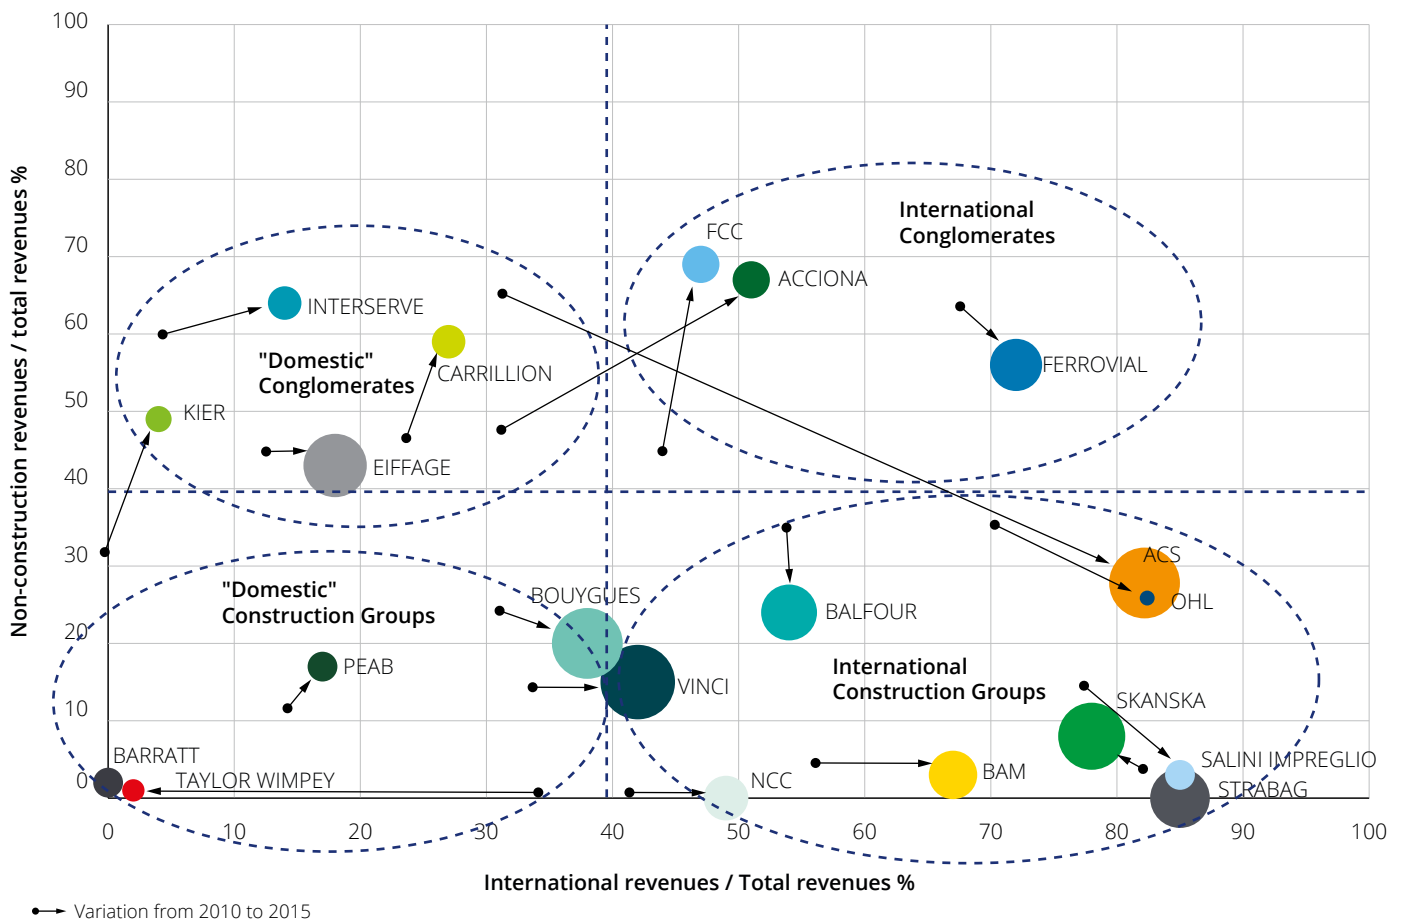 100
90
80
70
60
50
40
30
20
10
0
Non-construction revenues / total revenues %
International
Conglomerates
FCC
ACCIONA
FERROVIAL
INTERSERVE
"Domestic"
Conglomerates
CARRILLION
KIER
EIFFAGE
"Domestic"
Construction Groups
BOUYGUES
PEAB
VINCI
BARRATT
TAYLOR WIMPEY
ACS
OHL
BALFOUR
International
Construction Groups
SKANSKA
SALINI IMPREGLIO
STRABAG
BAM
NCC
0 10 20 30 40 50 60 70 80 90 100
International revenues / Total revenues %
Variation from 2010 to 2015